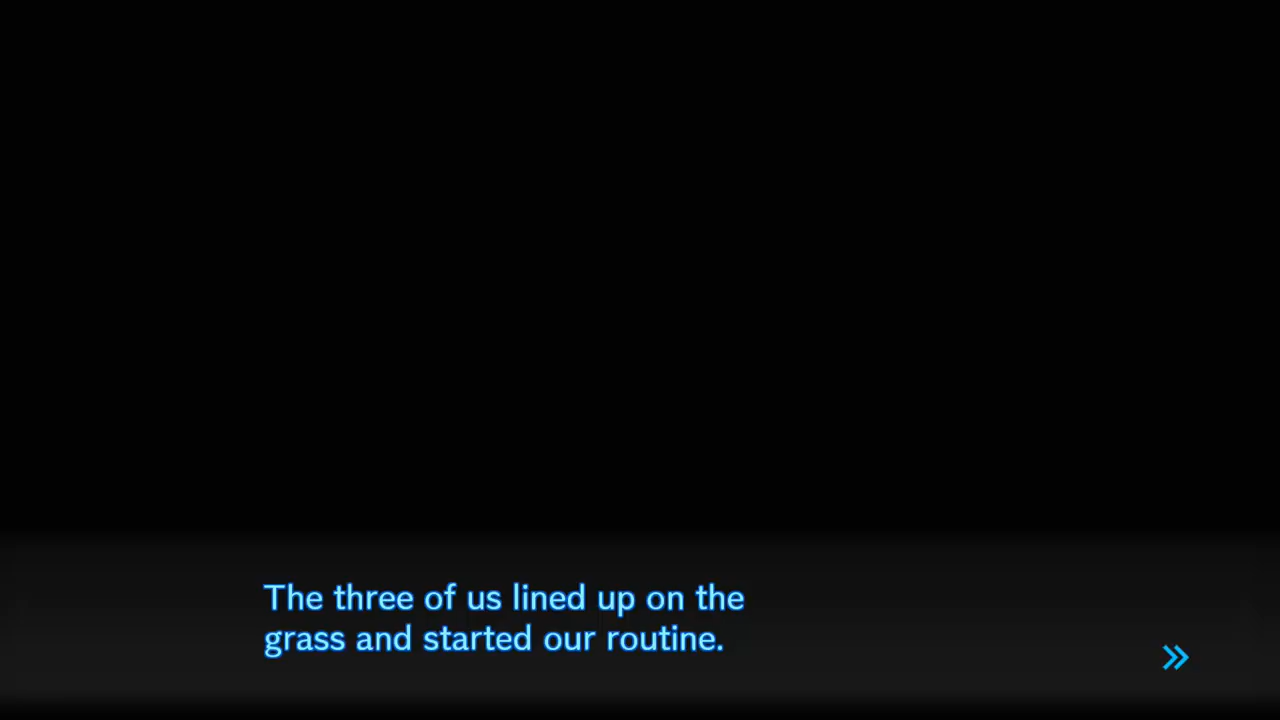 The three of us lined up on the
grass and started our routine.